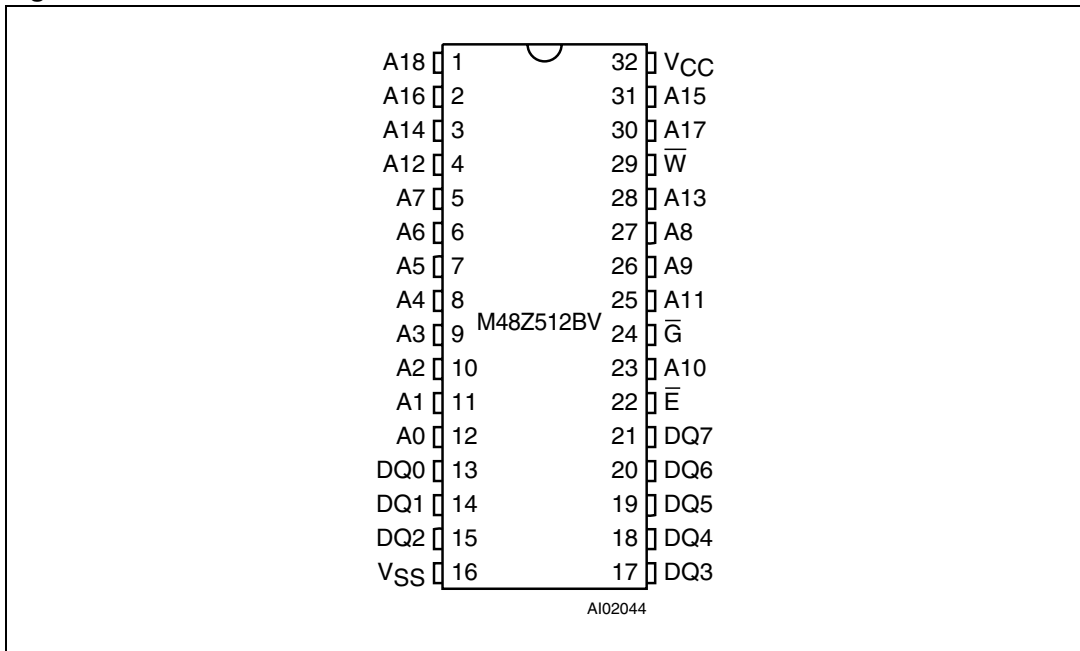 A18 1 32 VCC
A16 2 31 A15
A14 3 30 A17
A12 4 29 W̅
A7 5 28 A13
A6 6 27 A8
A5 7 26 A9
A4 8 25 A11
M48Z512BV
A3 9 24 G̅
A2 10 23 A10
A1 11 22 E̅
A0 12 21 DQ7
DQ0 13 20 DQ6
DQ1 14 19 DQ5
DQ2 15 18 DQ4
VSS 16 17 DQ3
AI02044